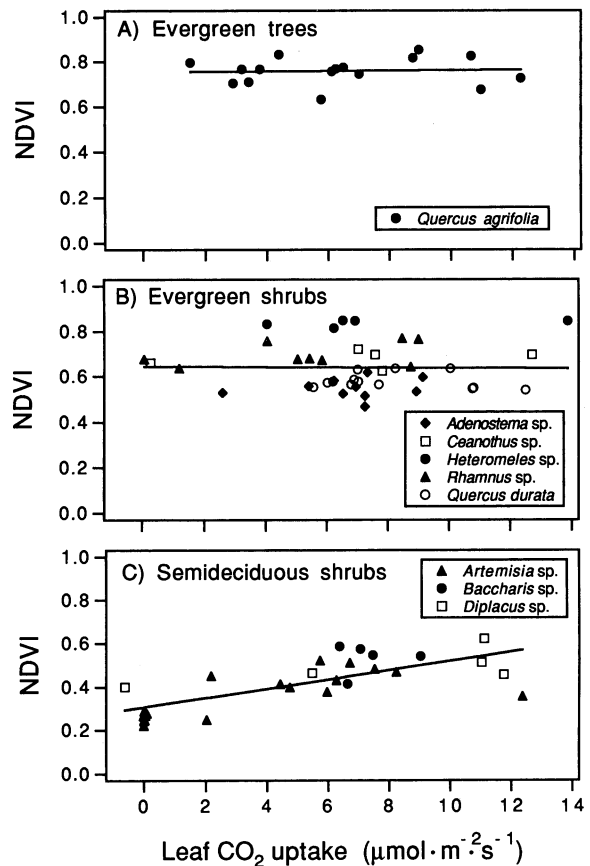 A) Evergreen trees
1.0
0.8
0.6
0.4
0.2
0.0
NDVI
Quercus agrifolia
B) Evergreen shrubs
1.0
0.8
0.6
0.4
0.2
0.0
NDVI
Adenostema sp.
Ceanothus sp.
Heteromeles sp.
Rhamnus sp.
Quercus durata
C) Semideciduous shrubs
1.0
0.8
0.6
0.4
0.2
0.0
NDVI
Artemisia sp.
Baccharis sp.
Diplacus sp.
0 2 4 6 8 10 12 14
Leaf CO₂ uptake (μmol·m⁻²s⁻¹)